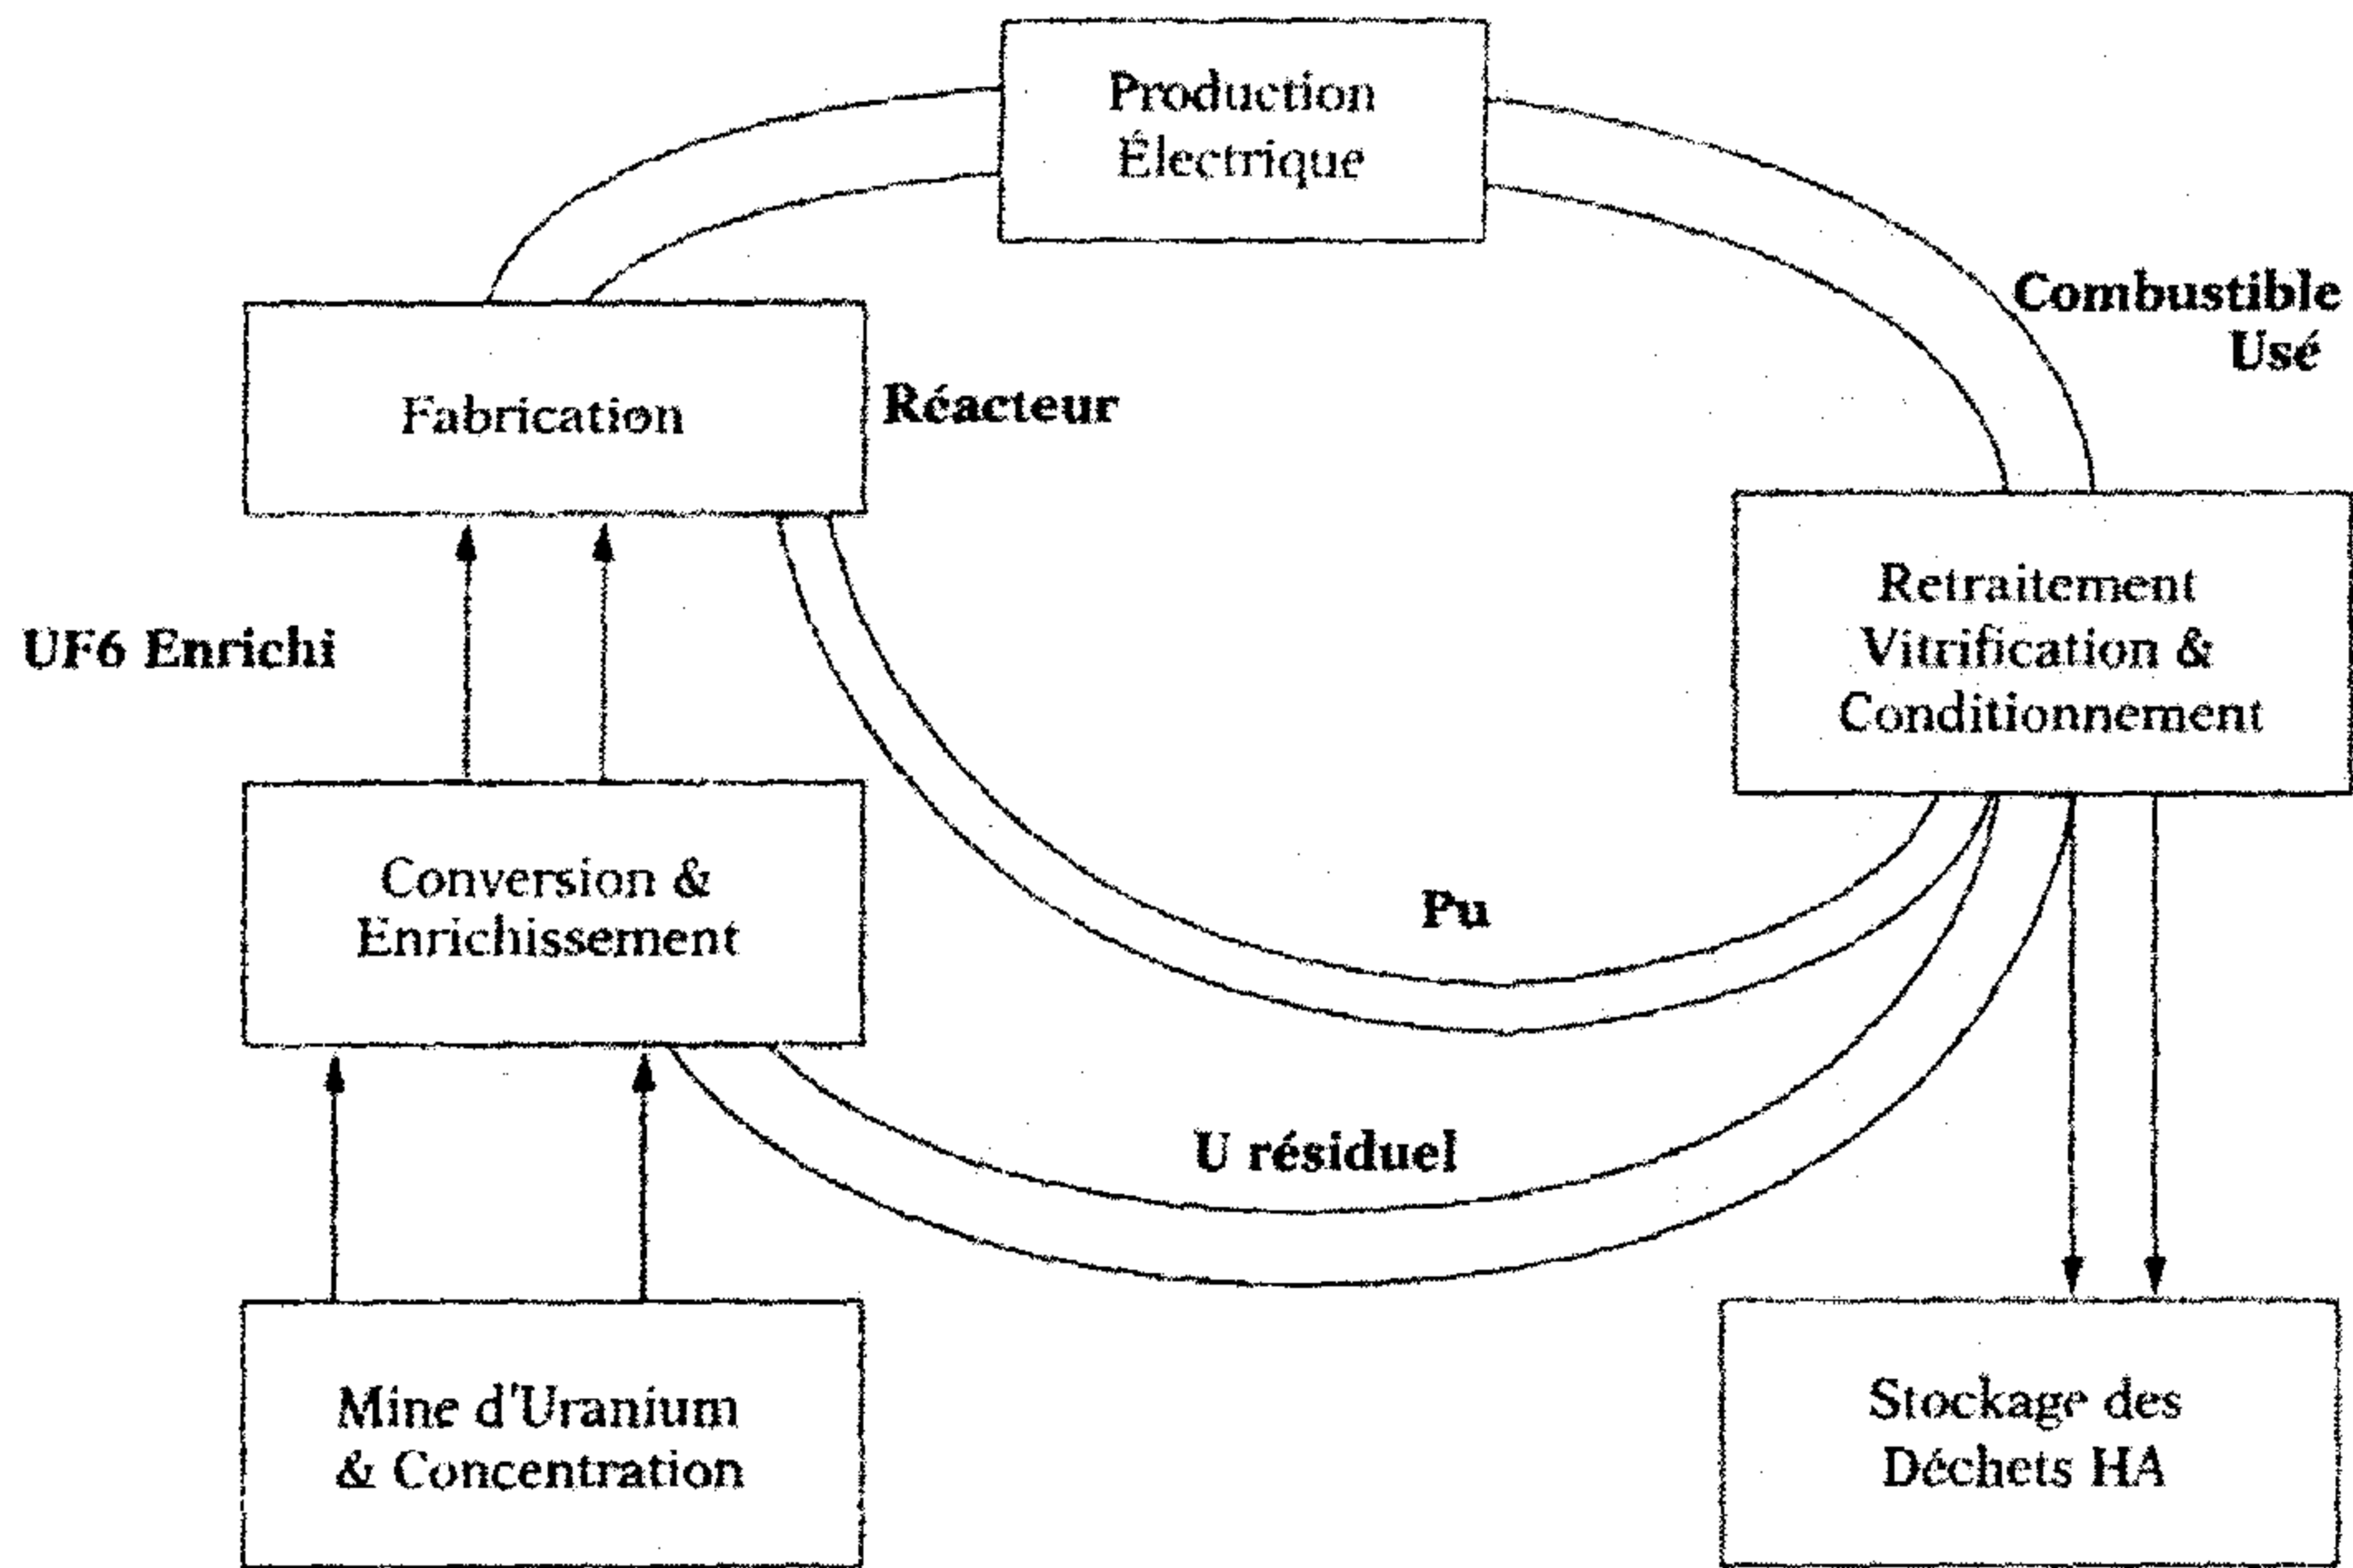 Production
Électrique
Combustible
Usé
Fabrication
Réacteur
Retraitement
Vitrification &
Conditionnement
UF6 Enrichi
Conversion &
Enrichissement
Pu
U résiduel
Mine d'Uranium
& Concentration
Stockage des
Déchets HA